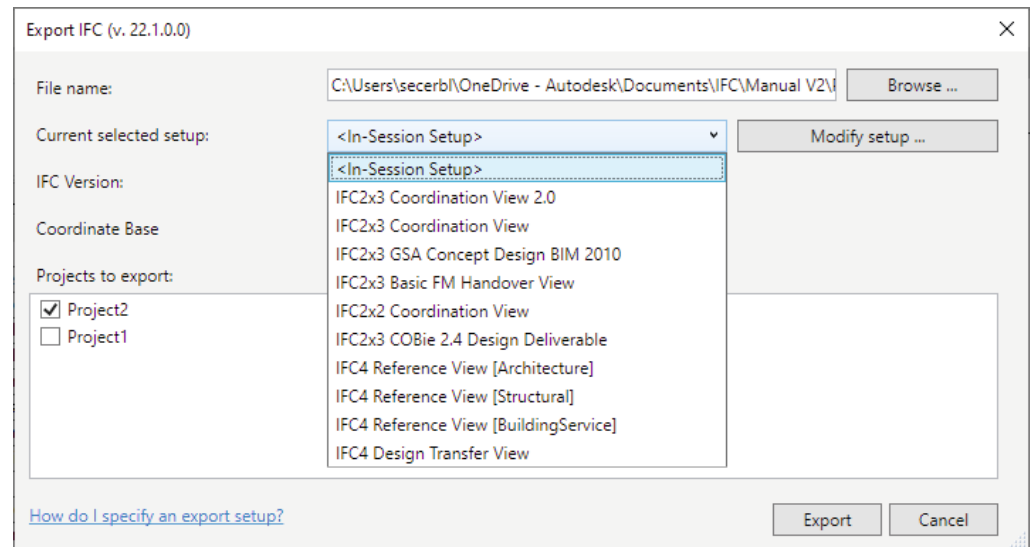 Export IFC (v. 22.1.0.0)
File name:
C:\Users\secerbl\OneDrive - Autodesk\Documents\IFC\Manual V2\
Browse ...
Current selected setup:
<In-Session Setup>
Modify setup ...
<In-Session Setup>
IFC Version:
IFC2x3 Coordination View 2.0
IFC2x3 Coordination View
Coordinate Base
IFC2x3 GSA Concept Design BIM 2010
Projects to export:
IFC2x3 Basic FM Handover View
Project2
IFC2x2 Coordination View
Project1
IFC2x3 COBie 2.4 Design Deliverable
IFC4 Reference View [Architecture]
IFC4 Reference View [Structural]
IFC4 Reference View [BuildingService]
IFC4 Design Transfer View
How do I specify an export setup?
Export
Cancel